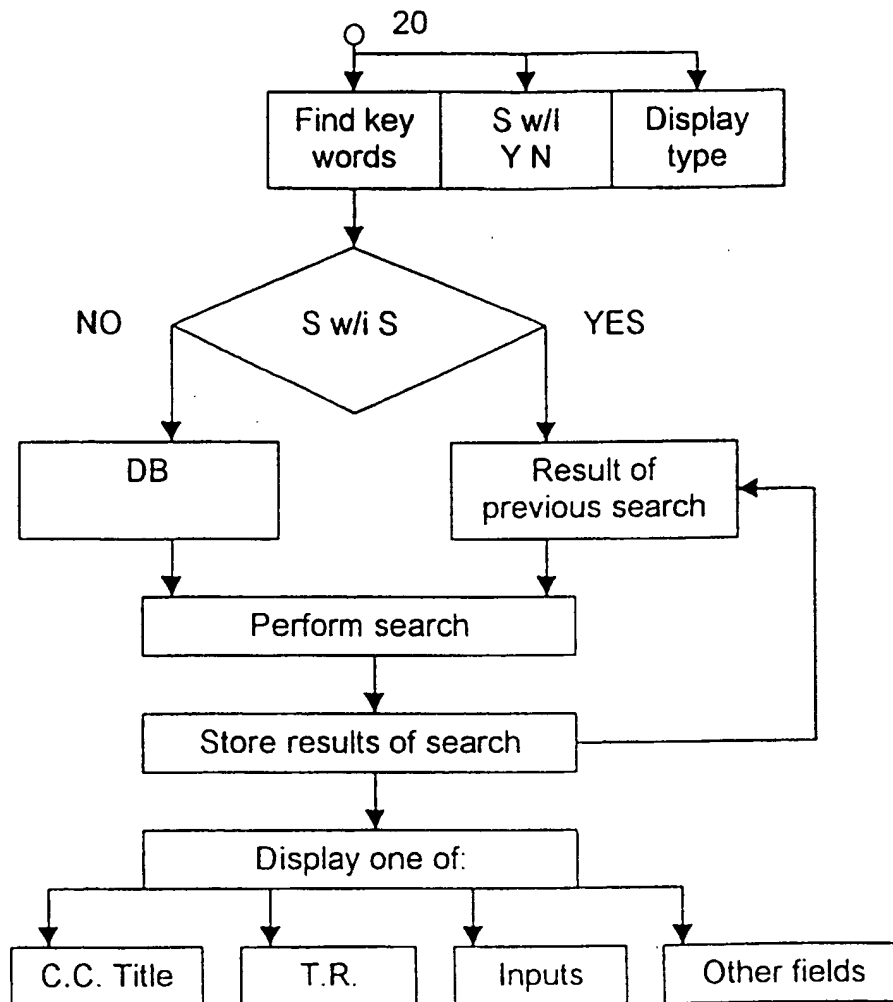 20
Find key
words
S w/I
Y N
Display
type
NO
S w/i S
YES
DB
Result of
previous search
Perform search
Store results of search
Display one of:
C.C. Title
T.R.
Inputs
Other fields